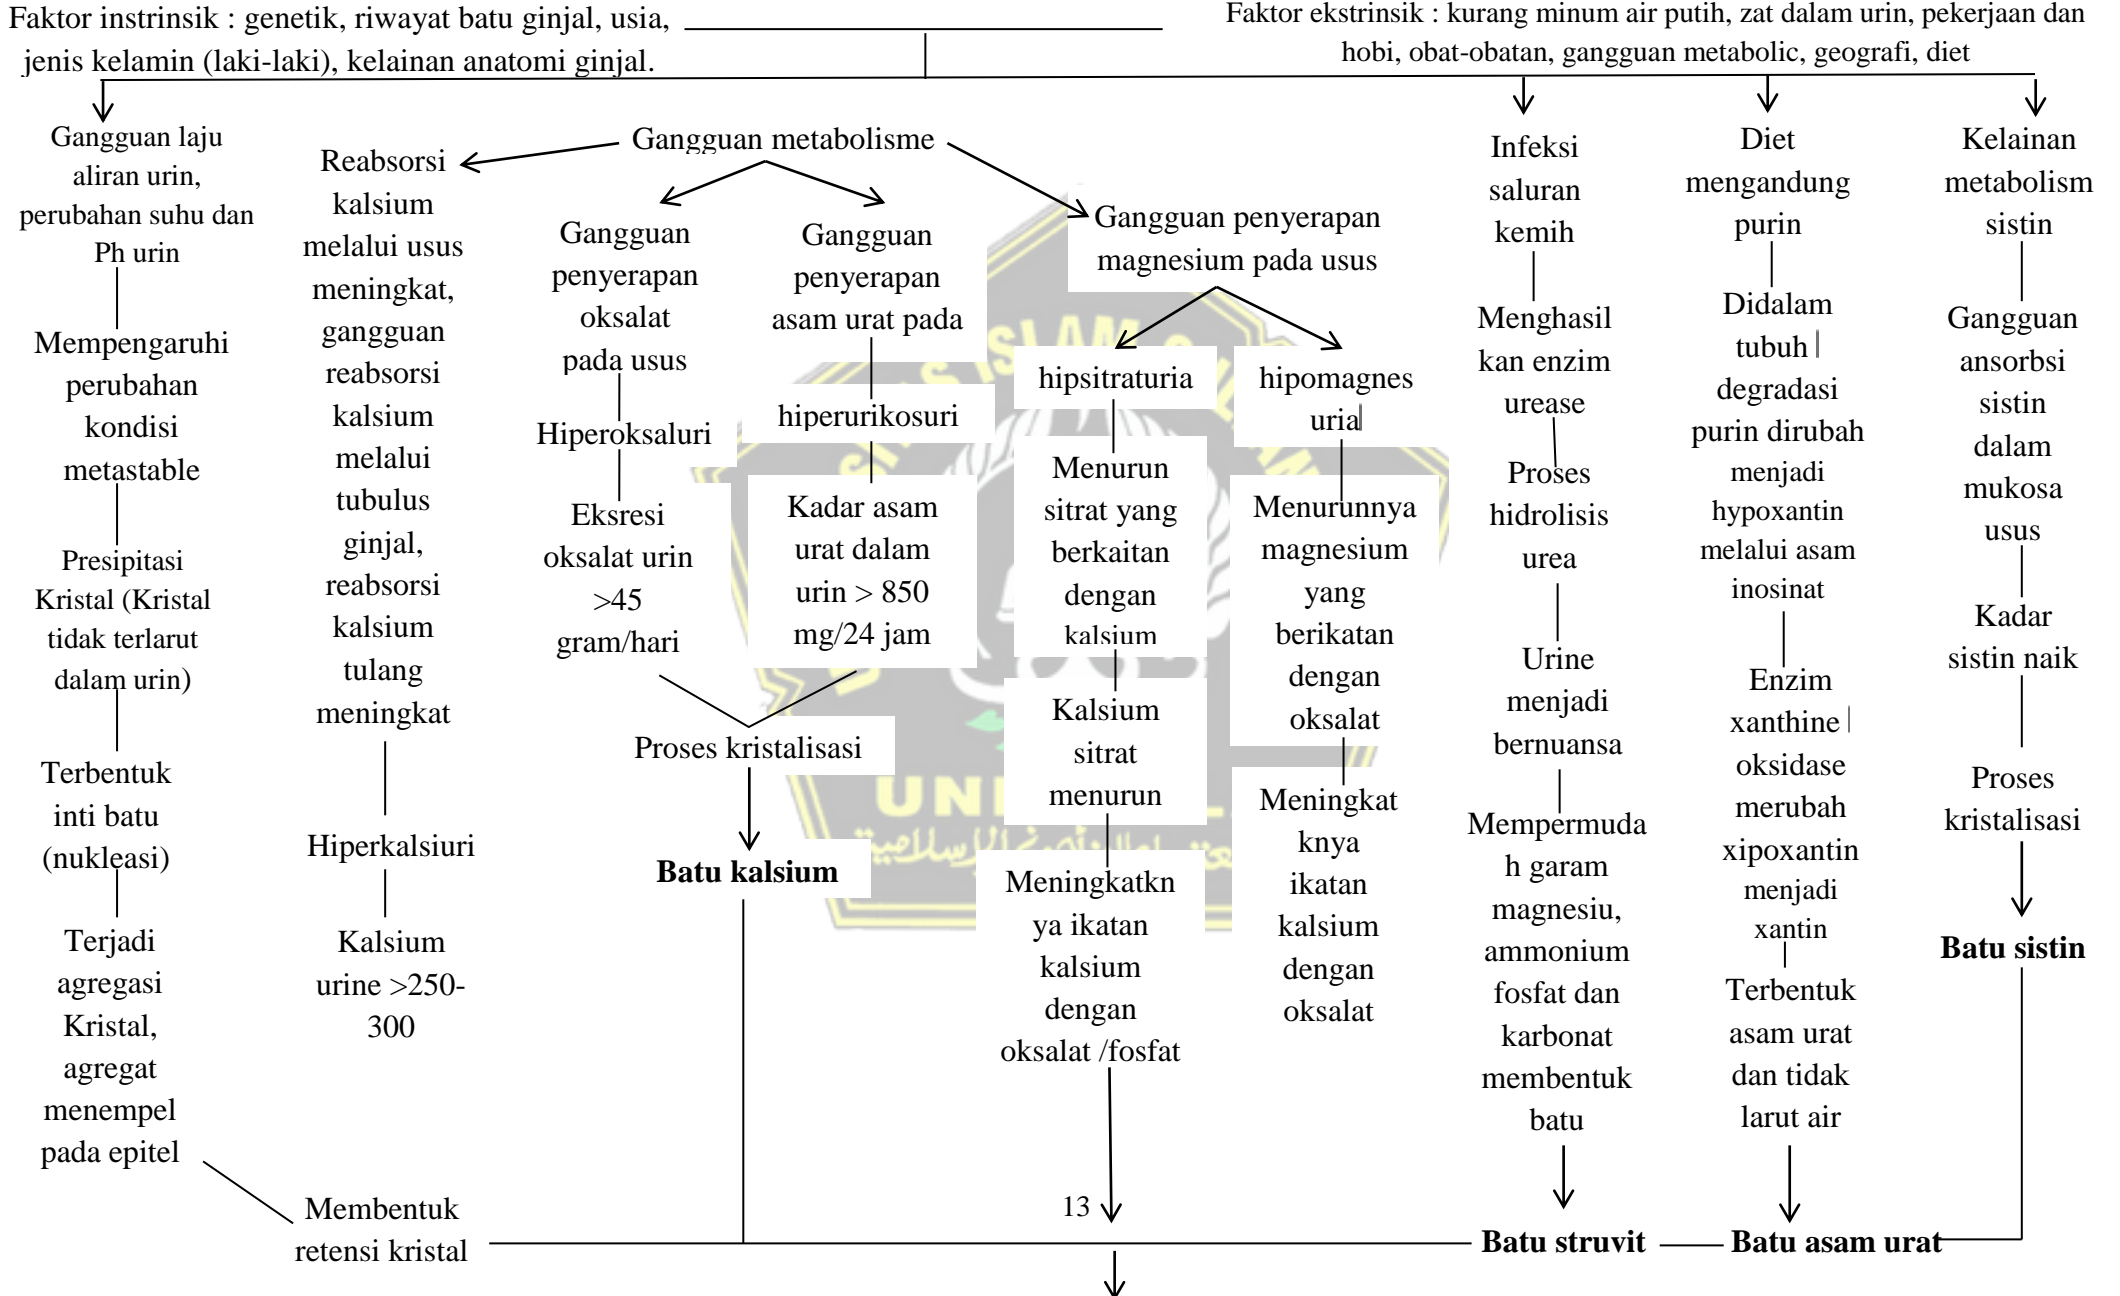 Faktor instrinsik : genetik, riwayat batu ginjal, usia,
jenis kelamin (laki-laki), kelainan anatomi ginjal.
Faktor ekstrinsik : kurang minum air putih, zat dalam urin, pekerjaan dan
hobi, obat-obatan, gangguan metabolic, geografi, diet
Gangguan laju
aliran urin,
perubahan suhu dan
Ph urin
Mempengaruhi
perubahan
kondisi
metastable
Presipitasi
Kristal (Kristal
tidak terlarut
dalam urin)
Terbentuk
inti batu
(nukleasi)
Terjadi
agregasi
Kristal,
agregat
menempel
pada epitel
Membentuk
retensi kristal
Gangguan metabolisme
Reabsorsi
kalsium
melalui usus
meningkat,
gangguan
reabsorsi
kalsium
melalui
tubulus
ginjal,
reabsorsi
kalsium
tulang
meningkat
Hiperkalsiuri
Kalsium
urine >250-
300
Gangguan
penyerapan
oksalat
pada usus
Hiperoksaluri
Eksresi
oksalat urin
>45
gram/hari
Gangguan
penyerapan
asam urat pada
hiperurikosuri
Kadar asam
urat dalam
urin > 850
mg/24 jam
Proses kristalisasi
Batu kalsium
Gangguan penyerapan
magnesium pada usus
hipsitraturia
Menurun
sitrat yang
berkaitan
dengan
kalsium
Kalsium
sitrat
menurun
Meningkatkn
ya ikatan
kalsium
dengan
oksalat /fosfat
hipomagnes
uria
Menurunnya
magnesium
yang
berikatan
dengan
oksalat
Meningkat
knya
ikatan
kalsium
dengan
oksalat
Infeksi
saluran
kemih
Menghasil
kan enzim
urease
Proses
hidrolisis
urea
Urine
menjadi
bernuansa
Mempermuda
h garam
magnesiu,
ammonium
fosfat dan
karbonat
membentuk
batu
Batu struvit
Diet
mengandung
purin
Didalam
tubuh
degradasi
purin dirubah
menjadi
hypoxantin
melalui asam
inosinat
Enzim
xanthine
oksidase
merubah
xipoxantin
menjadi
xantin
Terbentuk
asam urat
dan tidak
larut air
Batu asam urat
Kelainan
metabolism
sistin
Gangguan
ansorbsi
sistin
dalam
mukosa
usus
Kadar
sistin naik
Proses
kristalisasi
Batu sistin
13